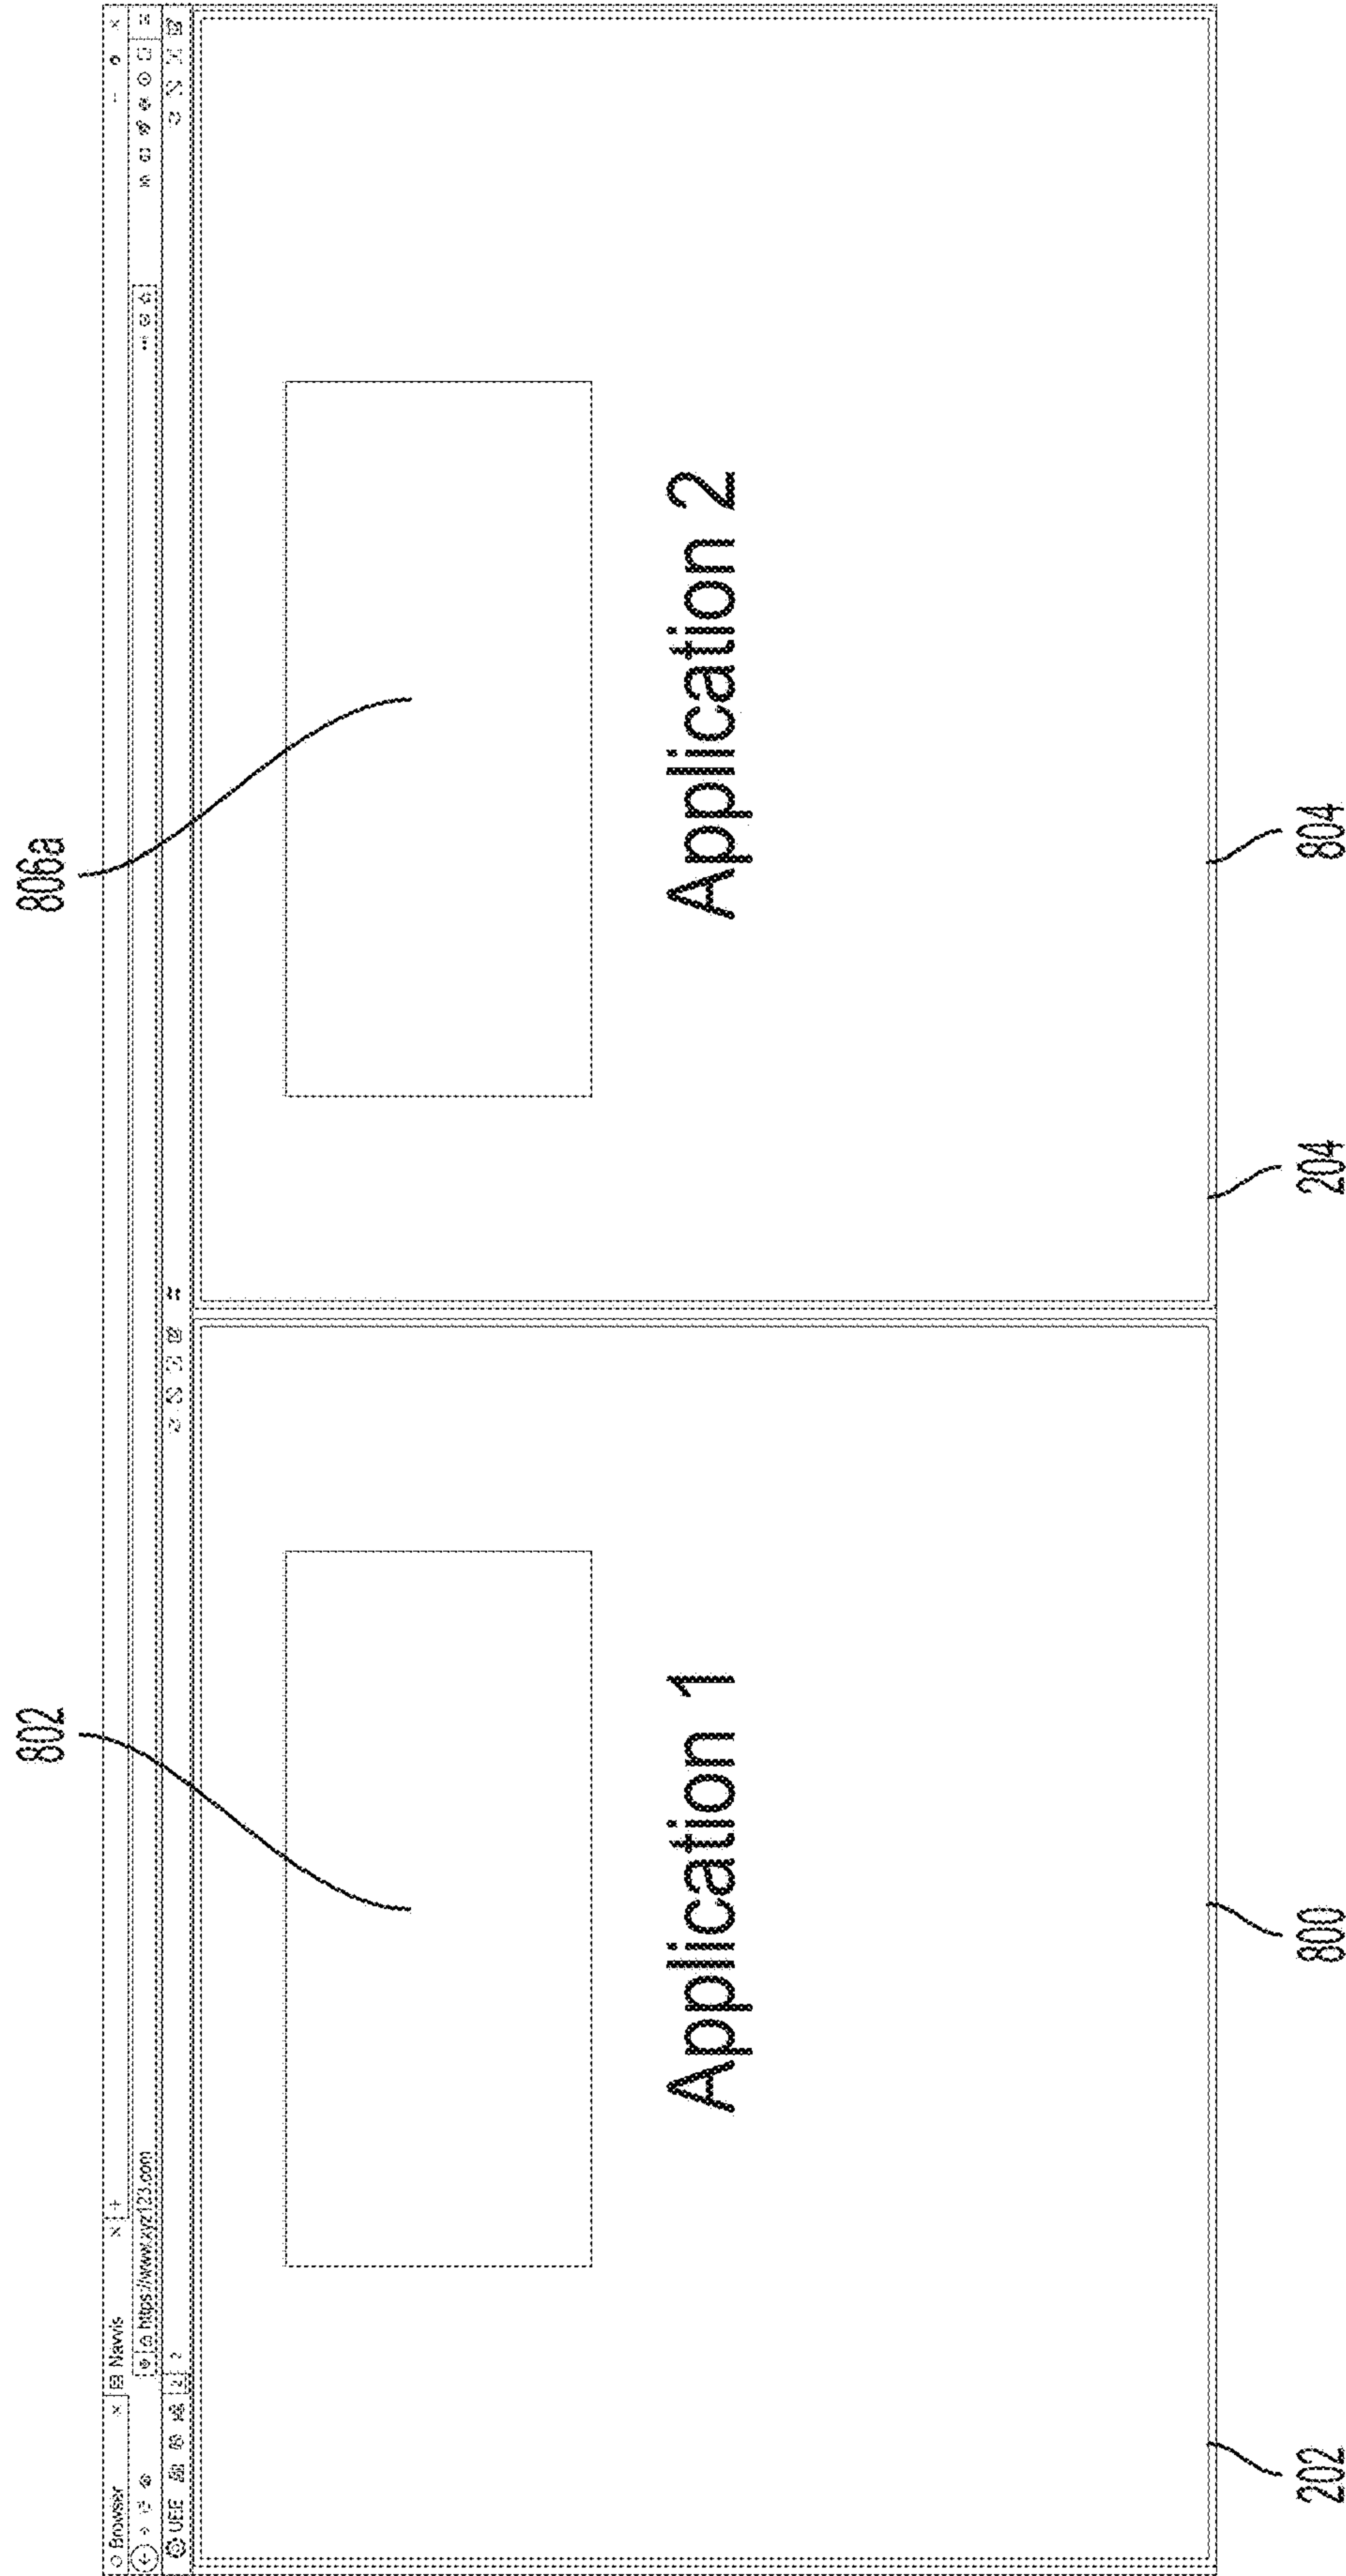 802
806a
Browser
Navvis
https://www.xyz123.com
UEE
Application 1
Application 2
202
800
204
804